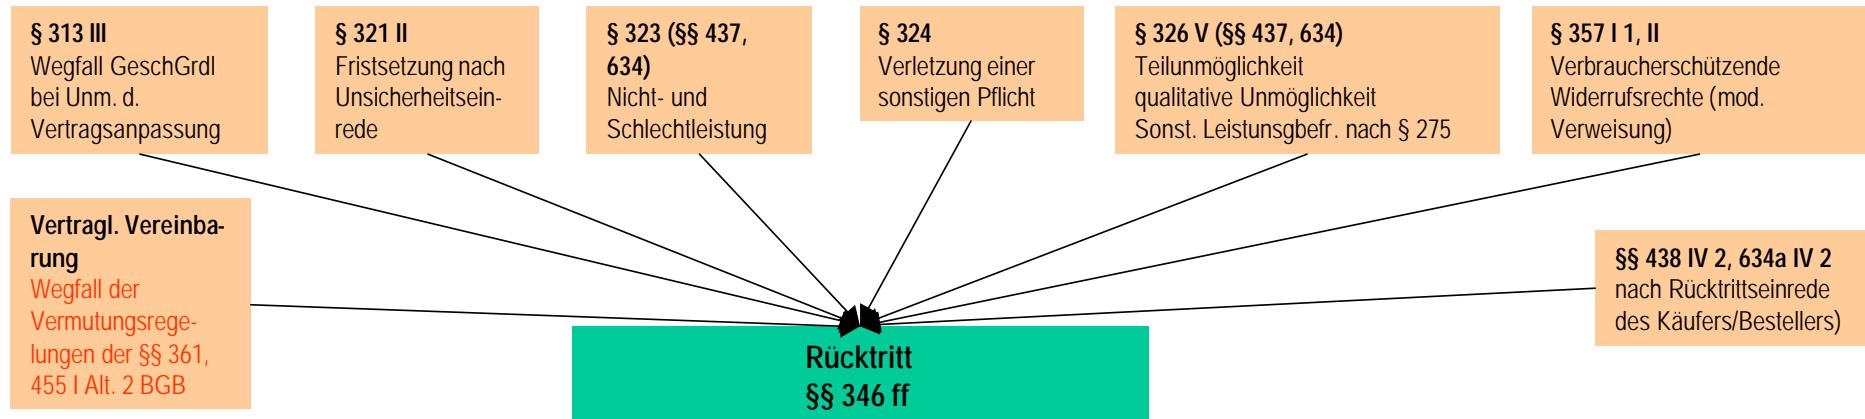 § 313 III
Wegfall GeschGrdl
bei Unm. d.
Vertragsanpassung
§ 321 II
Fristsetzung nach
Unsicherheitsein-
rede
§ 323 (§§ 437,
634)
Nicht- und
Schlechtleistung
§ 324
Verletzung einer
sonstigen Pflicht
§ 326 V (§§ 437, 634)
Teilunmöglichkeit
qualitative Unmöglichkeit
Sonst. Leistunsgbefr. nach § 275
§ 357 I 1, II
Verbraucherschützende
Widerrufsrechte (mod.
Verweisung)
Vertragl. Vereinba-
rung
Wegfall der
Vermutungsrege-
lungen der §§ 361,
455 I Alt. 2 BGB
§§ 438 IV 2, 634a IV 2
nach Rücktrittseinrede
des Käufers/Bestellers)
Rücktritt
§§ 346 ff